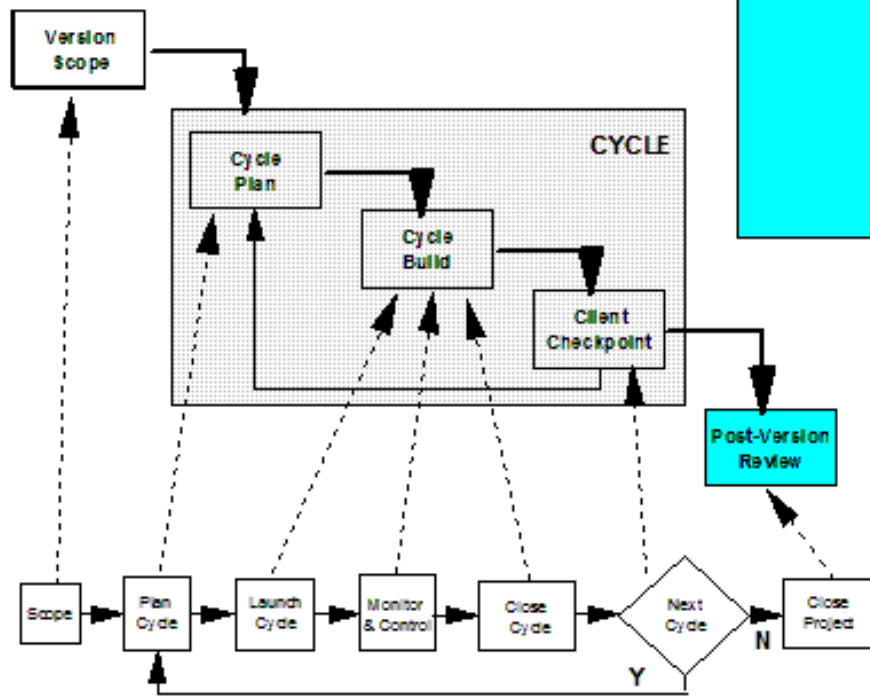 Version
Scope
CYCLE
Cycle
Plan
Cycle
Build
Client
Checkpoint
Post-Version
Review
Scope
Plan
Cycle
Launch
Cycle
Monitor
& Control
Close
Cycle
Next
Cycle
N
Close
Project
Y